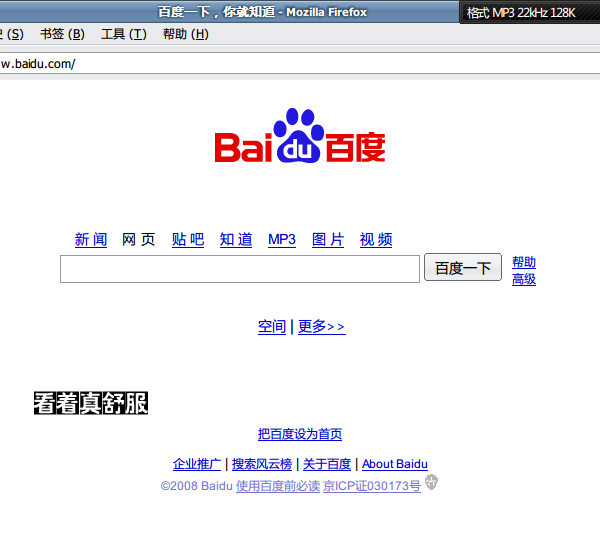 百度一下，你就知道 - Mozilla Firefox
格式 MP3 22kHz 128K
(S) 书签 (B) 工具 (T) 帮助 (H)
w.baidu.com/
Bai du 百度
新 闻 网 页 贴 吧 知 道 MP3 图 片 视 频
百度一下 帮助
高级
空间 | 更多>>
看着真舒服
把百度设为首页
企业推广 | 搜索风云榜 | 关于百度 | About Baidu
©2008 Baidu 使用百度前必读 京ICP证030173号